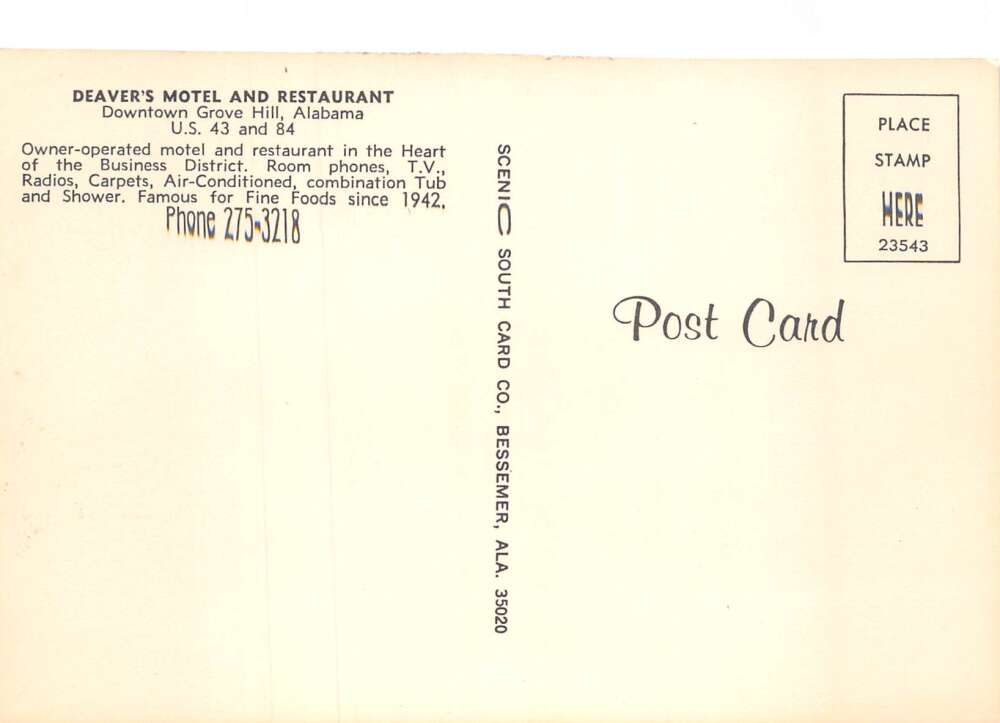 DEAVER'S MOTEL AND RESTAURANT
Downtown Grove Hill, Alabama
U.S. 43 and 84
Owner-operated motel and restaurant in the Heart
of the Business District. Room phones, T.V.,
Radios, Carpets, Air-Conditioned, combination Tub
and Shower. Famous for Fine Foods since 1942.
Phone 275-3218
SCENIC SOUTH CARD CO., BESSEMER, ALA. 35020
PLACE
STAMP
HERE
23543
Post Card